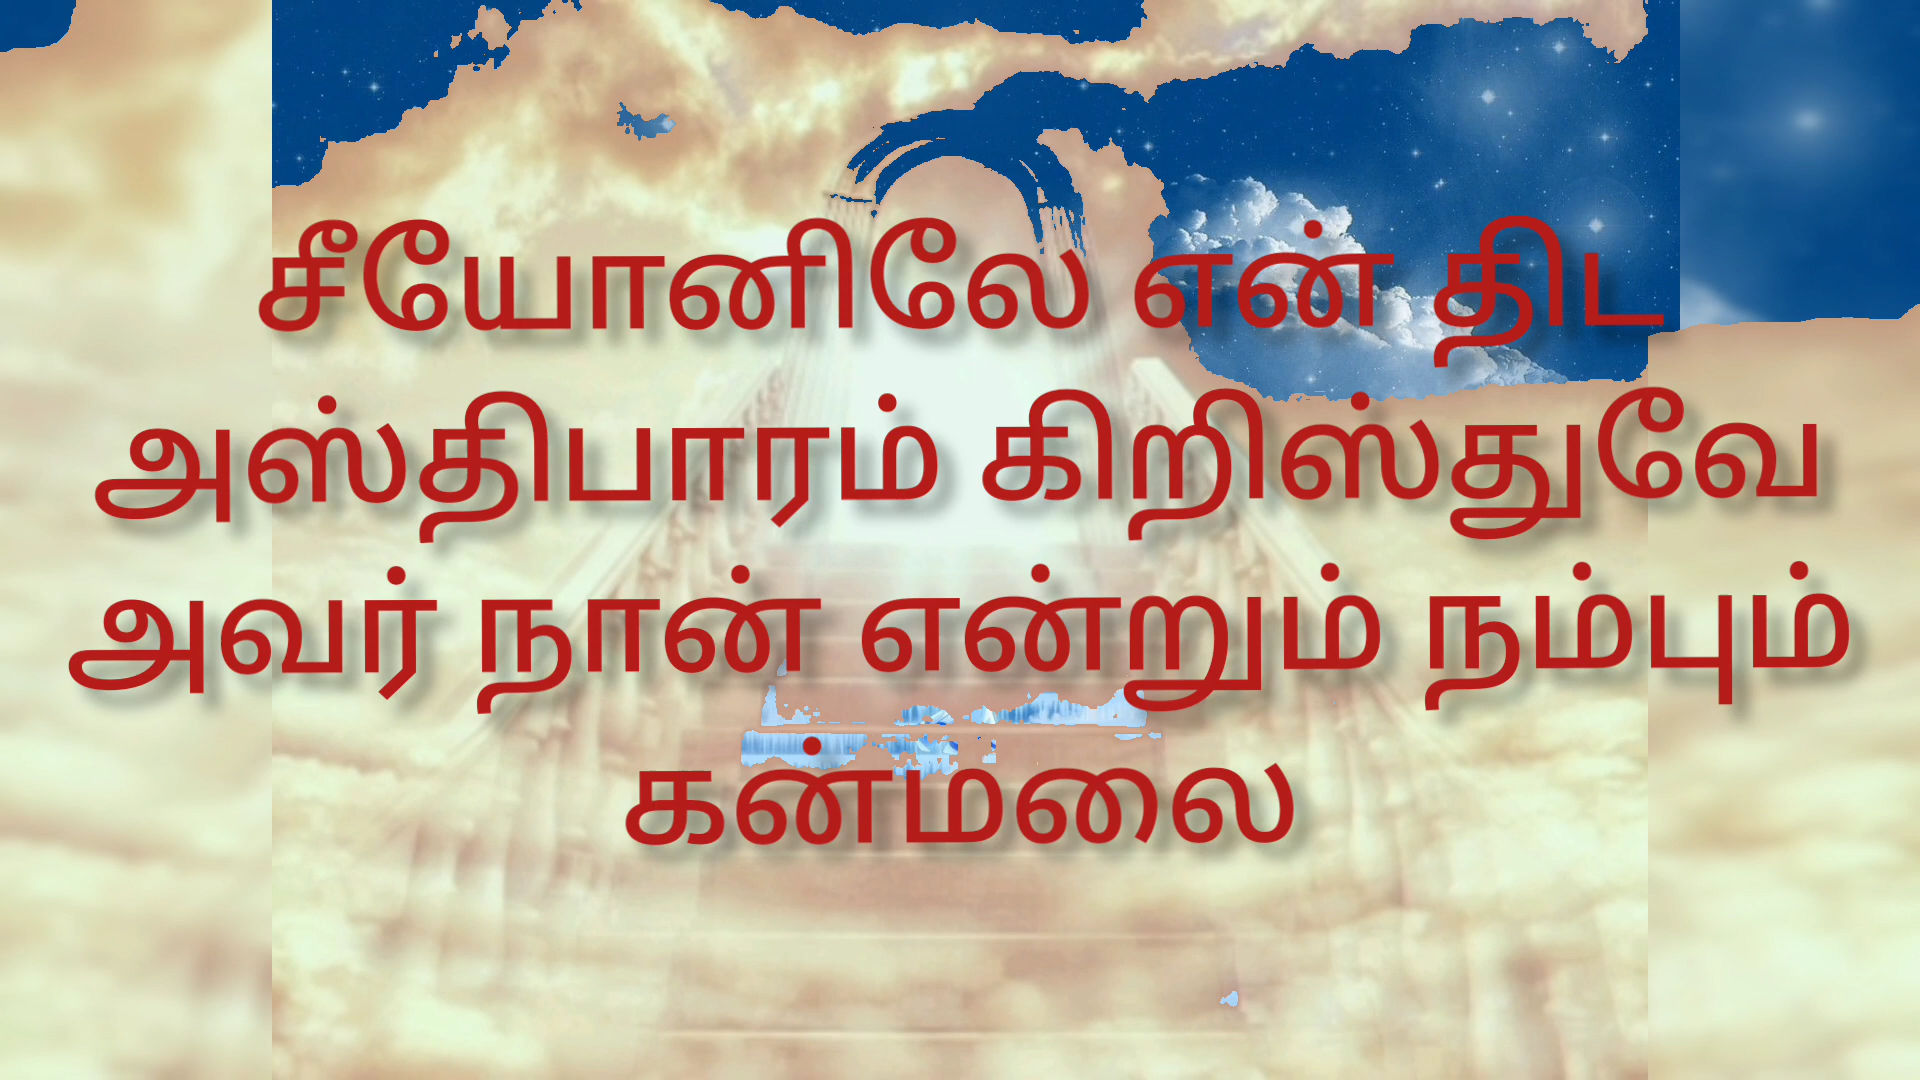 சீயோனிலே என் திட
அஸ்திபாரம் கிறிஸ்துவே
அவர் நான் என்றும் நம்பும்
கன்மலை